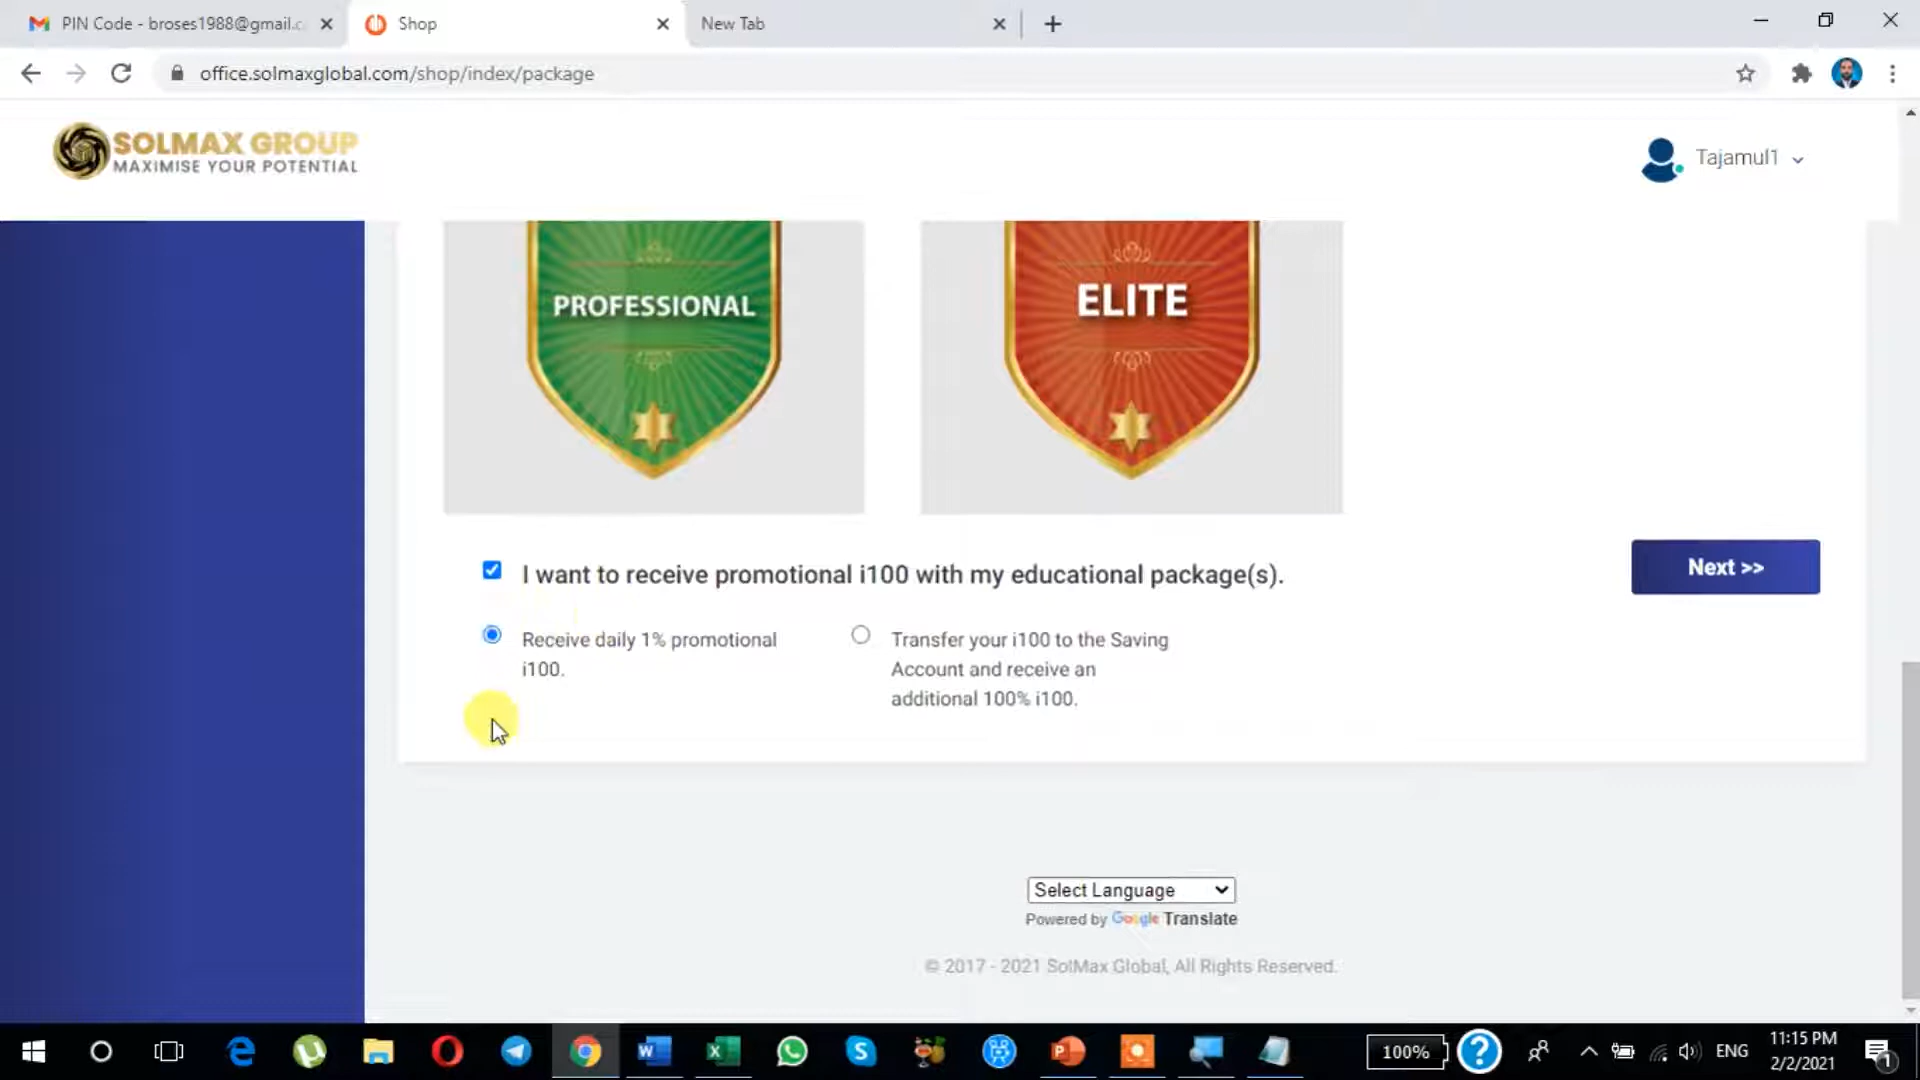 PIN Code - broses1988@gmail.c
Shop
New Tab
office.solmaxglobal.com/shop/index/package
SOLMAX GROUP
MAXIMISE YOUR POTENTIAL
Tajamul1
PROFESSIONAL
ELITE
I want to receive promotional i100 with my educational package(s).
Next >>
Receive daily 1% promotional
i100.
Transfer your i100 to the Saving
Account and receive an
additional 100% i100.
Select Language
Powered by Google Translate
© 2017 - 2021 SolMax Global, All Rights Reserved.
100%
ENG
11:15 PM
2/2/2021
1